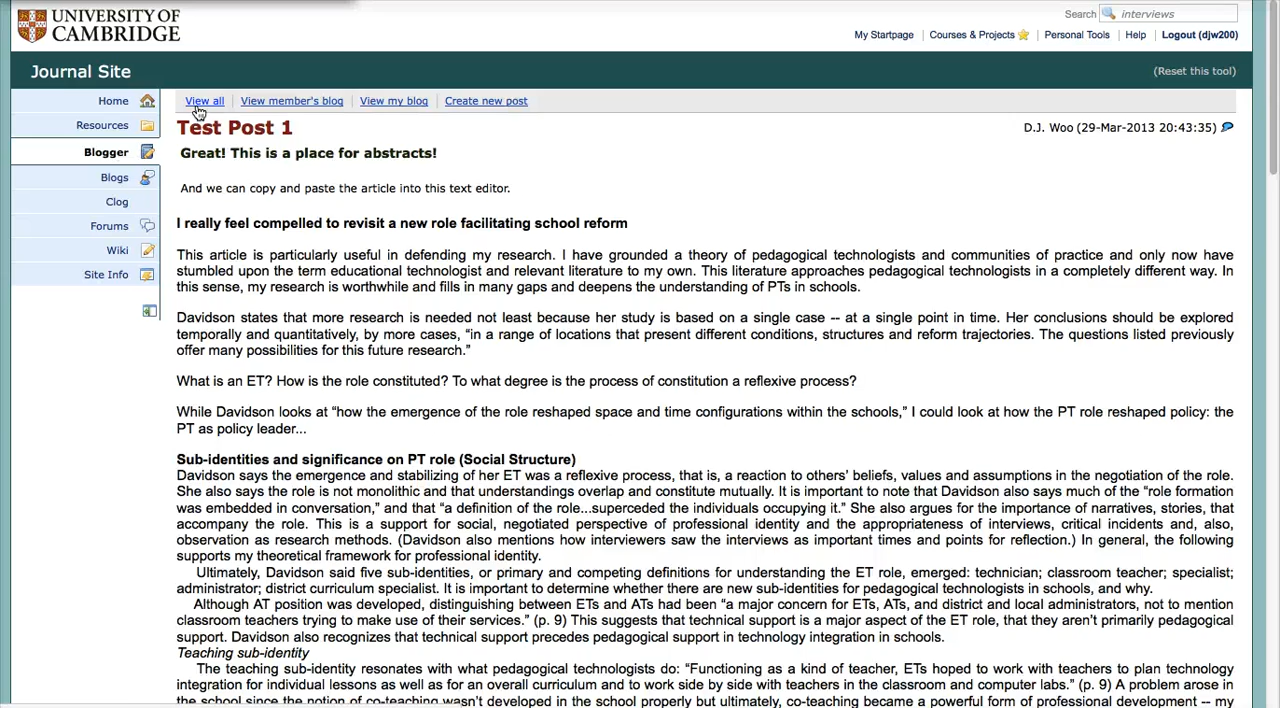 UNIVERSITY OF
CAMBRIDGE
Search interviews
My Startpage Courses & Projects Personal Tools Help Logout (djw200)
Journal Site (Reset this tool)
Home
Resources
Blogger
Blogs
Clog
Forums
Wiki
Site Info
View all View member's blog View my blog Create new post
Test Post 1 D.J. Woo (29-Mar-2013 20:43:35)
Great! This is a place for abstracts!
And we can copy and paste the article into this text editor.
I really feel compelled to revisit a new role facilitating school reform
This article is particularly useful in defending my research. I have grounded a theory of pedagogical technologists and communities of practice and only now have
stumbled upon the term educational technologist and relevant literature to my own. This literature approaches pedagogical technologists in a completely different way. In
this sense, my research is worthwhile and fills in many gaps and deepens the understanding of PTs in schools.
Davidson states that more research is needed not least because her study is based on a single case -- at a single point in time. Her conclusions should be explored
temporally and quantitatively, by more cases, “in a range of locations that present different conditions, structures and reform trajectories. The questions listed previously
offer many possibilities for this future research.”
What is an ET? How is the role constituted? To what degree is the process of constitution a reflexive process?
While Davidson looks at “how the emergence of the role reshaped space and time configurations within the schools,” I could look at how the PT role reshaped policy: the
PT as policy leader...
Sub-identities and significance on PT role (Social Structure)
Davidson says the emergence and stabilizing of her ET was a reflexive process, that is, a reaction to others’ beliefs, values and assumptions in the negotiation of the role.
She also says the role is not monolithic and that understandings overlap and constitute mutually. It is important to note that Davidson also says much of the “role formation
was embedded in conversation,” and that “a definition of the role...superceded the individuals occupying it.” She also argues for the importance of narratives, stories, that
accompany the role. This is a support for social, negotiated perspective of professional identity and the appropriateness of interviews, critical incidents and, also,
observation as research methods. (Davidson also mentions how interviewers saw the interviews as important times and points for reflection.) In general, the following
supports my theoretical framework for professional identity.
Ultimately, Davidson said five sub-identities, or primary and competing definitions for understanding the ET role, emerged: technician; classroom teacher; specialist;
administrator; district curriculum specialist. It is important to determine whether there are new sub-identities for pedagogical technologists in schools, and why.
Although AT position was developed, distinguishing between ETs and ATs had been “a major concern for ETs, ATs, and district and local administrators, not to mention
classroom teachers trying to make use of their services.” (p. 9) This suggests that technical support is a major aspect of the ET role, that they aren’t primarily pedagogical
support. Davidson also recognizes that technical support precedes pedagogical support in technology integration in schools.
Teaching sub-identity
The teaching sub-identity resonates with what pedagogical technologists do: “Functioning as a kind of teacher, ETs hoped to work with teachers to plan technology
integration for individual lessons as well as for an overall curriculum and to work side by side with teachers in the classroom and computer labs.” (p. 9) A problem arose in
the school since the notion of co-teaching wasn’t developed in the school properly but ultimately, co-teaching became a powerful form of professional development -- my